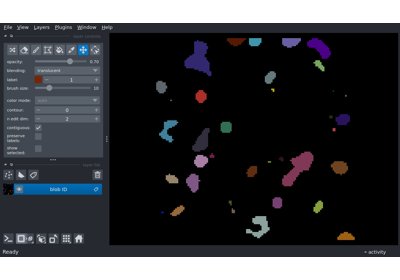 File View Layers Plugins Window Help
opacity: 0.70
blending: translucent
label: 1
brush size: 10
color mode:
contour: 0
n edit dim: 2
contiguous:
preserve
labels:
show
selected:
blob ID
Ready
activity